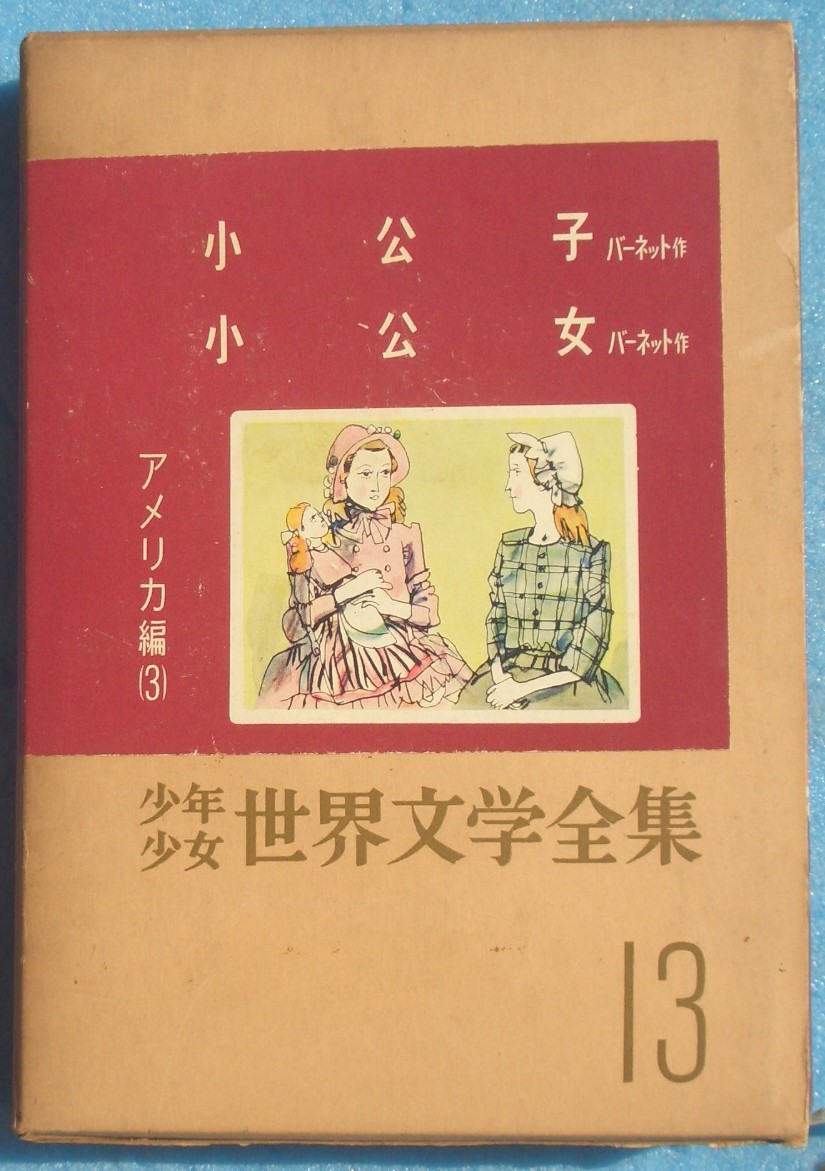 小公子 バーネット作
小公女 バーネット作
アメリカ編(3)
少年少女世界文学全集
13